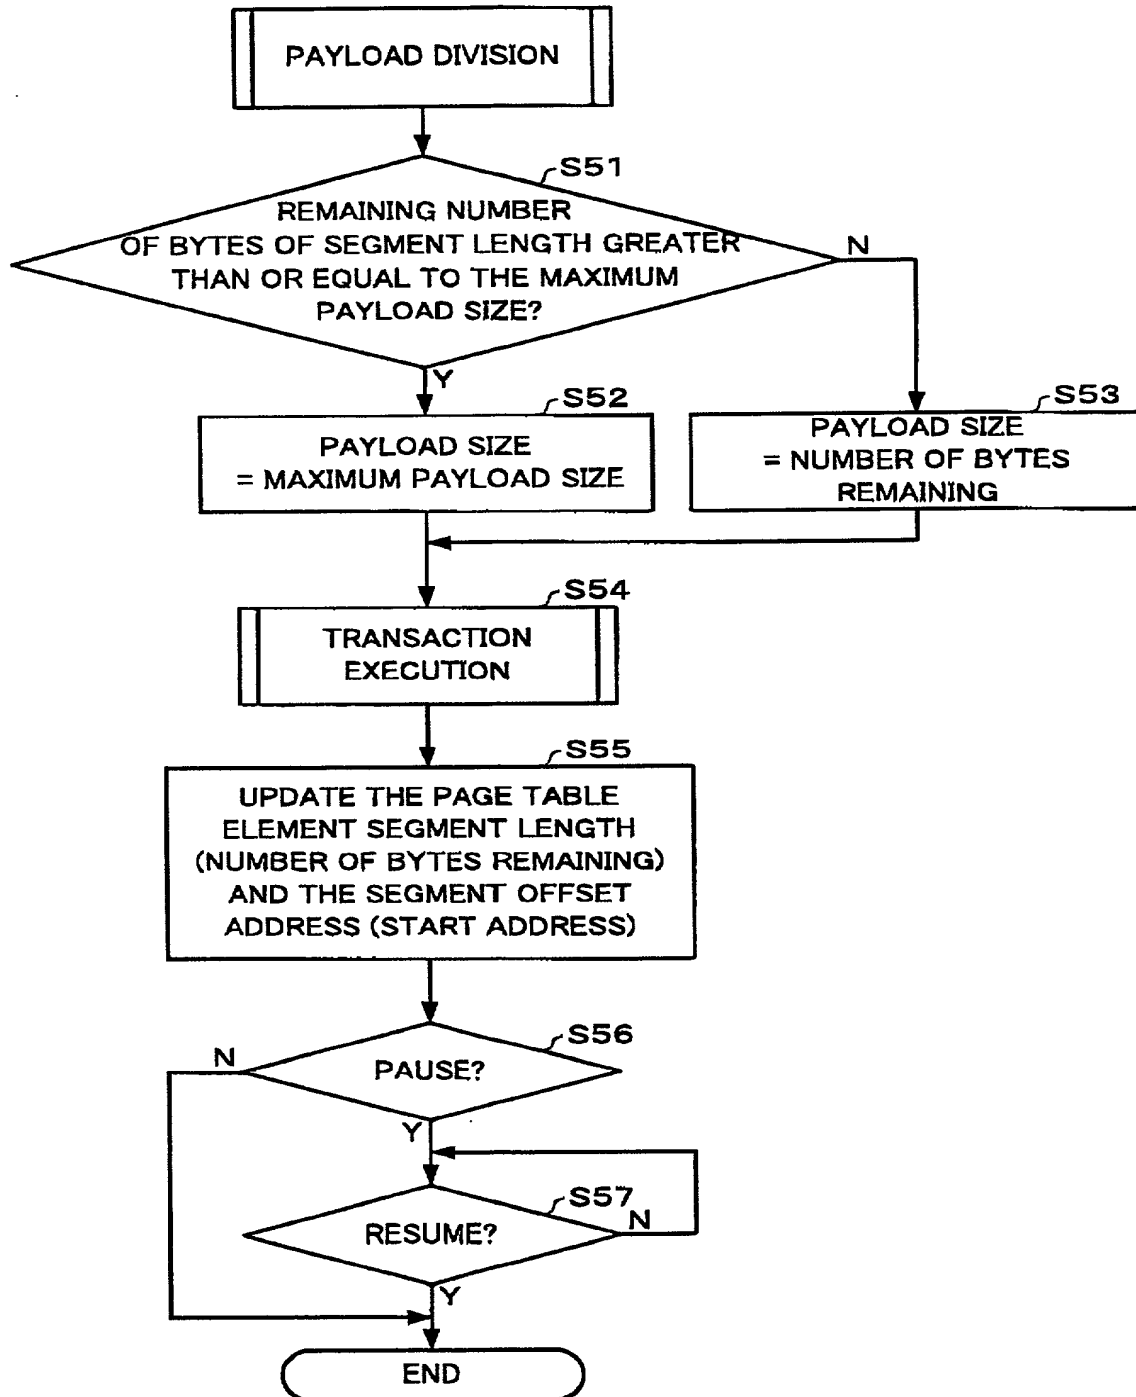 PAYLOAD DIVISION
S51
REMAINING NUMBER
OF BYTES OF SEGMENT LENGTH GREATER
THAN OR EQUAL TO THE MAXIMUM
PAYLOAD SIZE?
N
Y
S52
PAYLOAD SIZE
= MAXIMUM PAYLOAD SIZE
S53
PAYLOAD SIZE
= NUMBER OF BYTES
REMAINING
S54
TRANSACTION
EXECUTION
S55
UPDATE THE PAGE TABLE
ELEMENT SEGMENT LENGTH
(NUMBER OF BYTES REMAINING)
AND THE SEGMENT OFFSET
ADDRESS (START ADDRESS)
S56
N
PAUSE?
Y
S57
RESUME?
N
Y
END